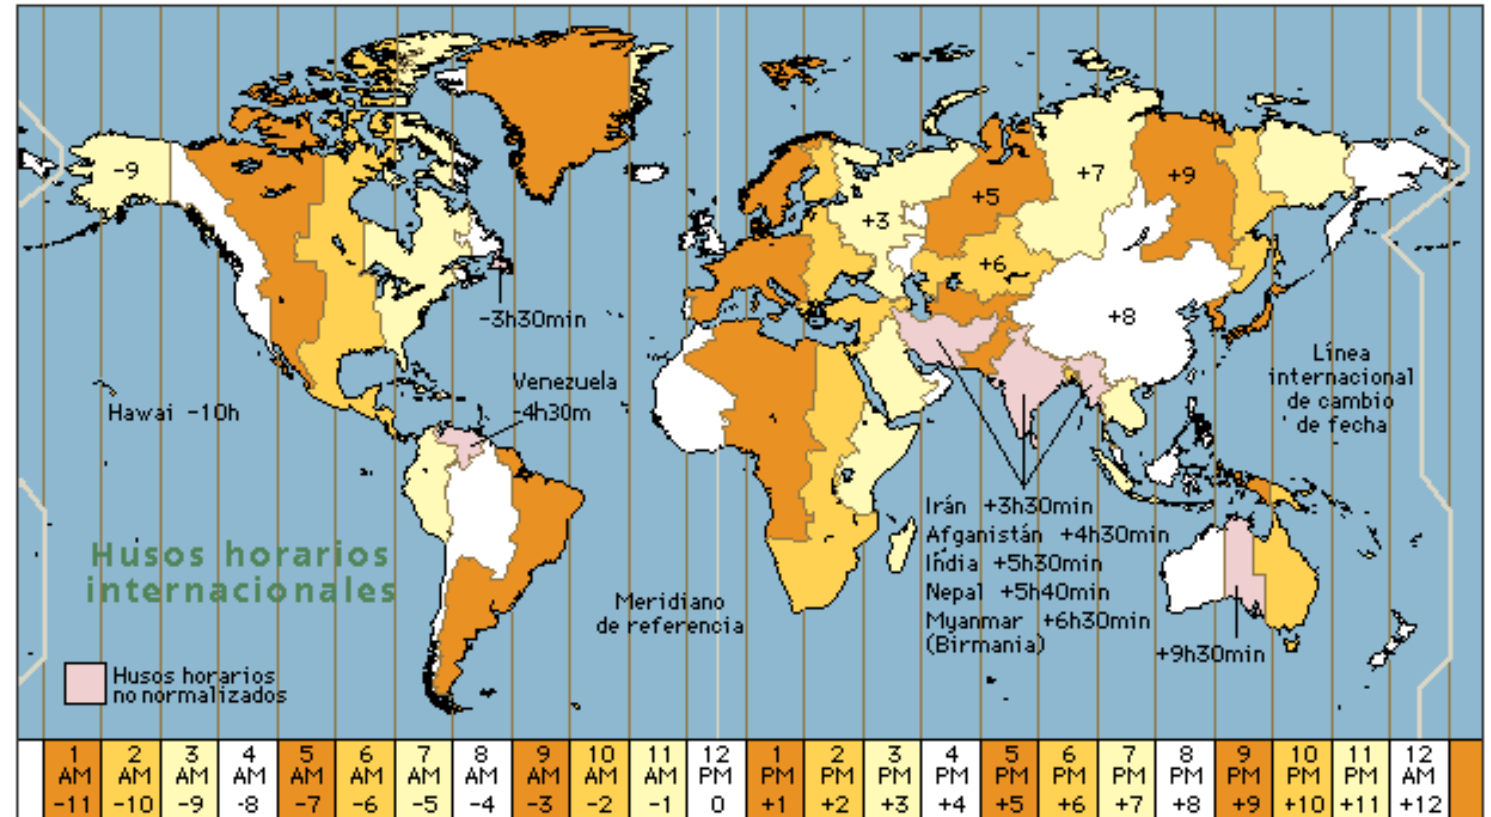 -9
+3
+5
+7
+9
+6
+8
-3h30min
Venezuela
-4h30m
Hawai -10h
Línea
internacional
de cambio
de fecha
Irán +3h30min
Afganistán +4h30min
Índia +5h30min
Nepal +5h40min
Myanmar +6h30min
(Birmania)
+9h30min
Husos horarios
internacionales
Meridiano
de referencia
Husos horarios
no normalizados
1 2 3 4 5 6 7 8 9 10 11 12 1 2 3 4 5 6 7 8 9 10 11 12
AM AM AM AM AM AM AM AM AM AM AM PM PM PM PM PM PM PM PM PM PM PM PM AM
-11 -10 -9 -8 -7 -6 -5 -4 -3 -2 -1 0 +1 +2 +3 +4 +5 +6 +7 +8 +9 +10 +11 +12